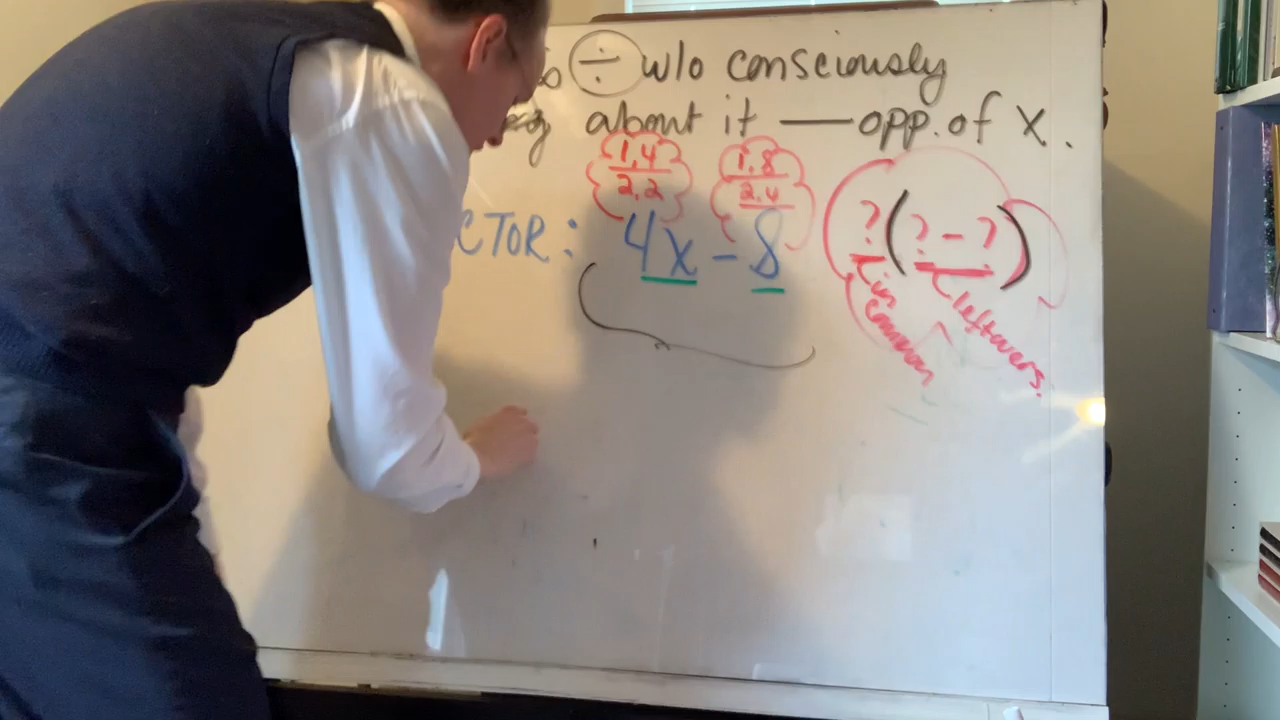 ÷ w/o consciously
about it — opp. of x.
1,4 1,8
2,2 2,4
CTOR: 4x - 8 ? (? - ?)
in common leftovers.